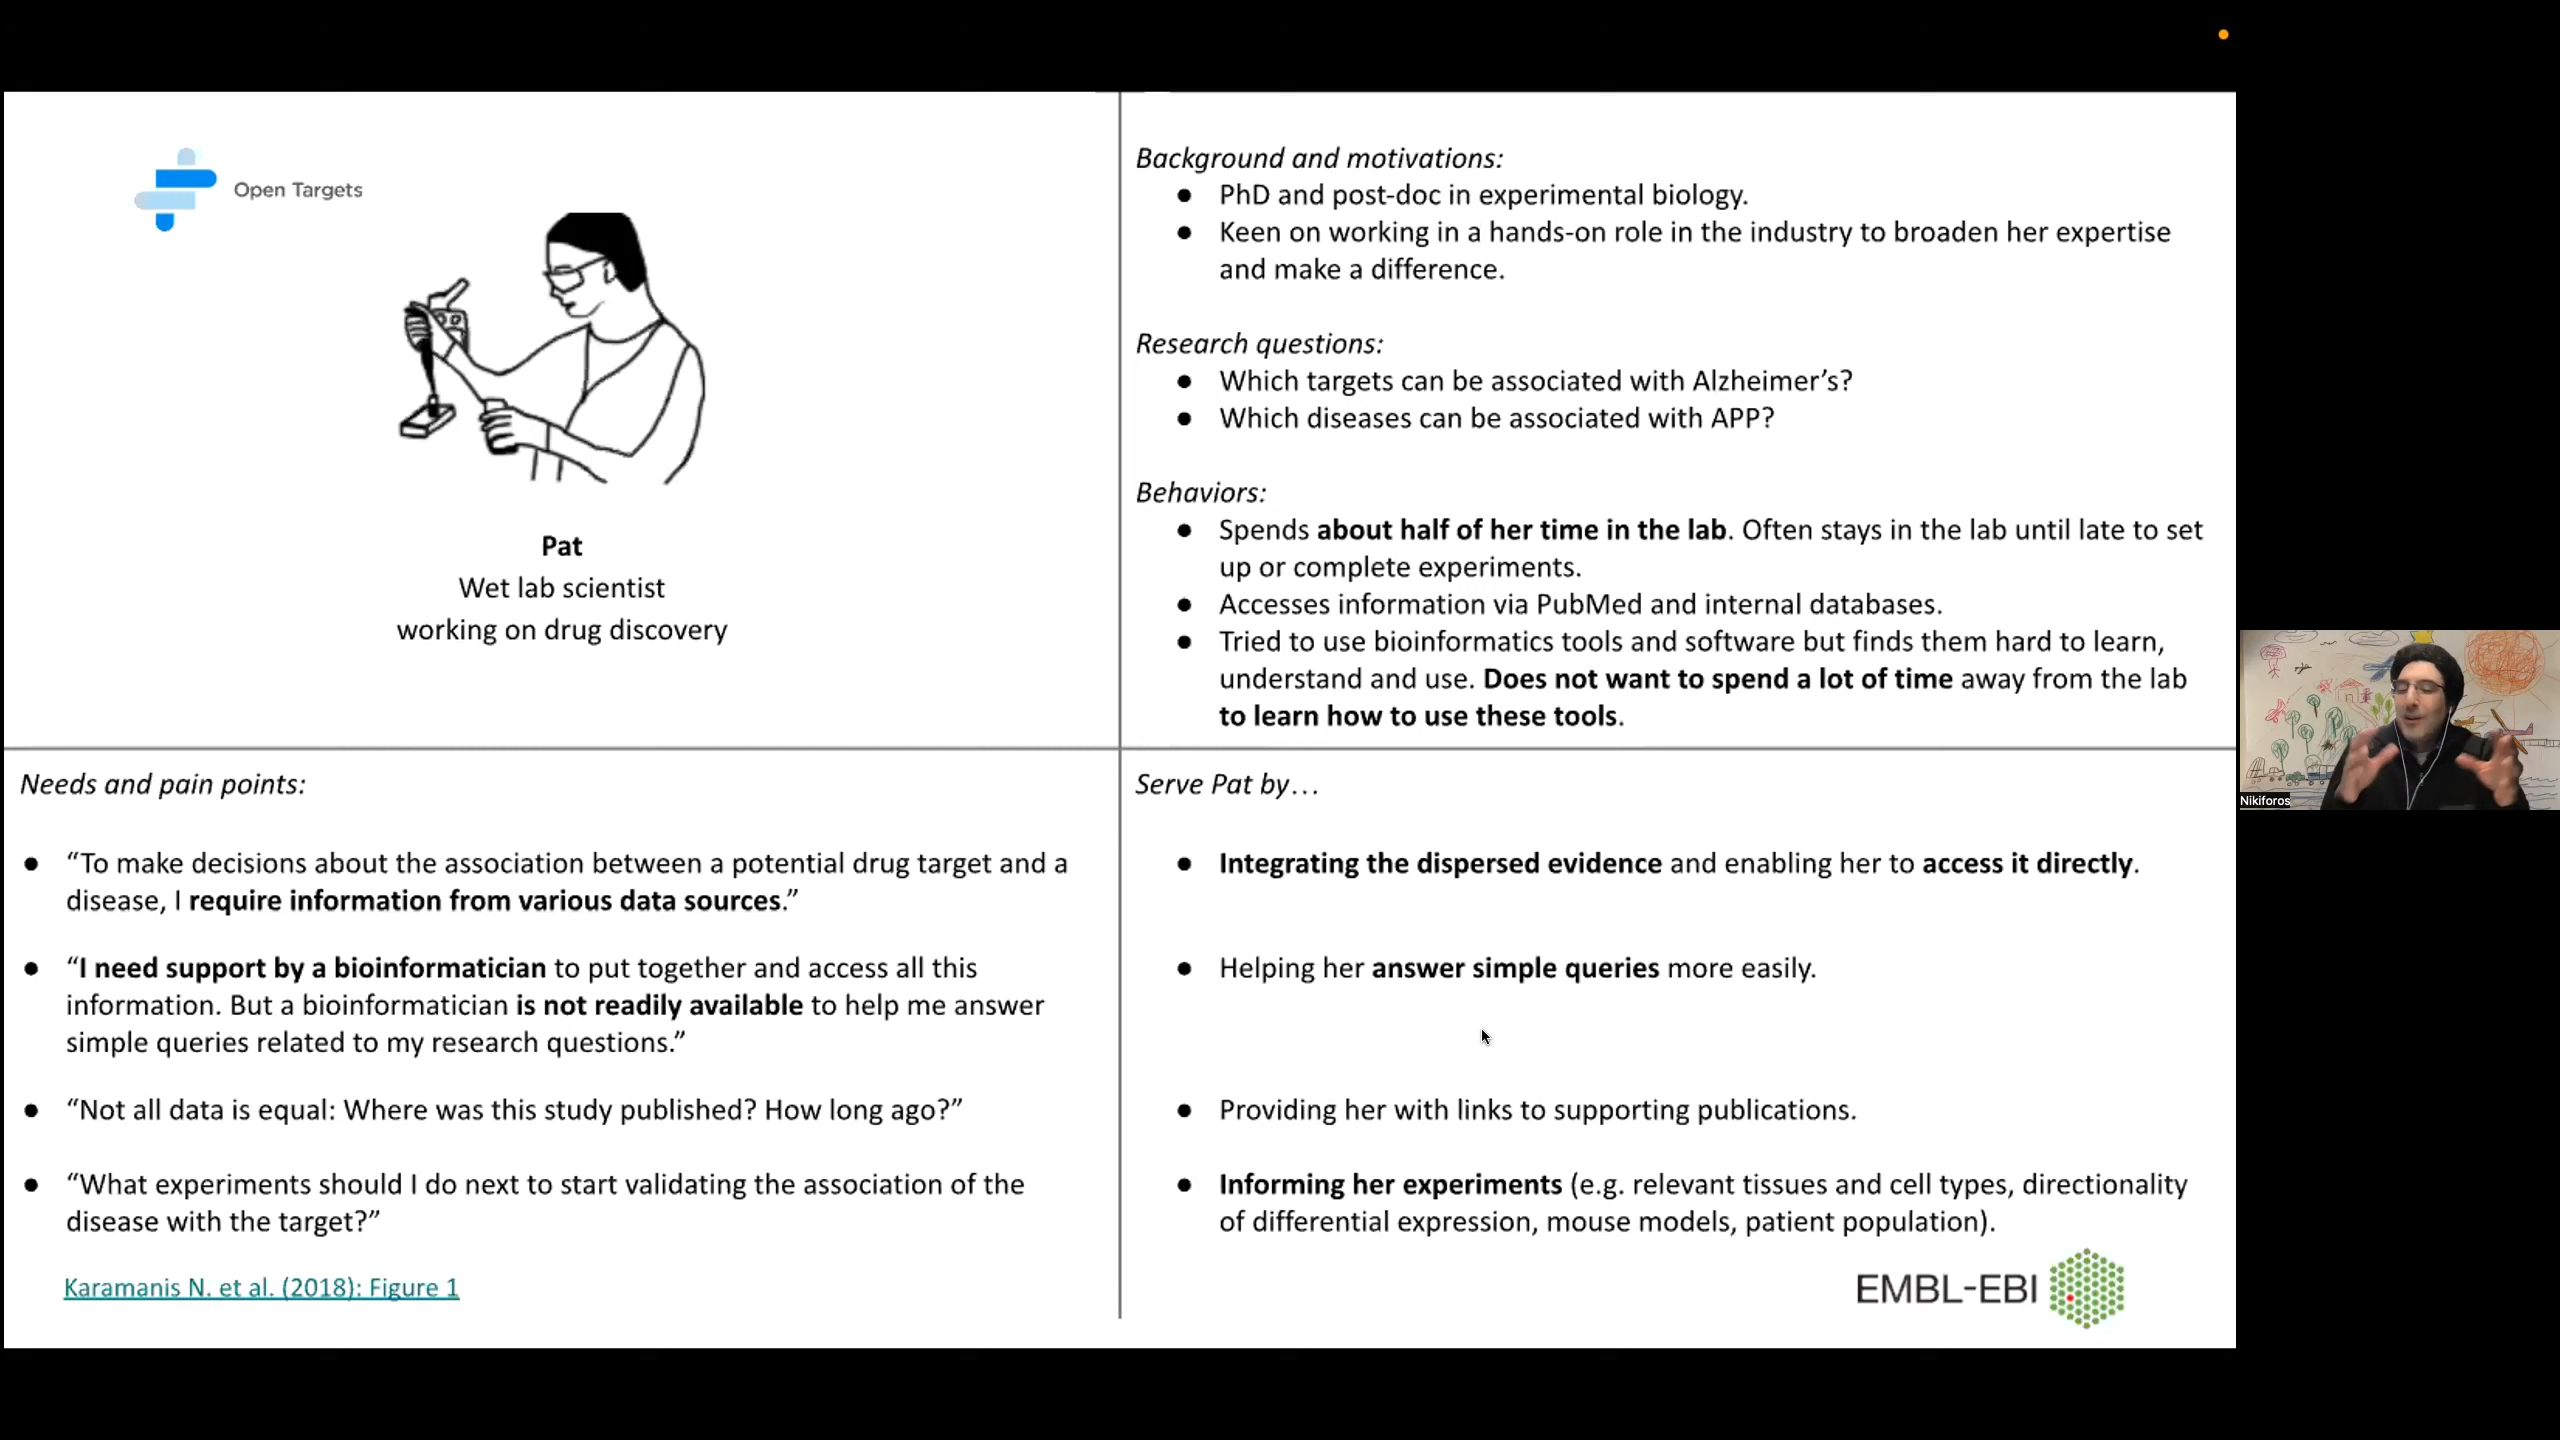 Open Targets
Pat
Wet lab scientist
working on drug discovery
Background and motivations:
● PhD and post-doc in experimental biology.
● Keen on working in a hands-on role in the industry to broaden her expertise
and make a difference.
Research questions:
● Which targets can be associated with Alzheimer’s?
● Which diseases can be associated with APP?
Behaviors:
● Spends about half of her time in the lab. Often stays in the lab until late to set
up or complete experiments.
● Accesses information via PubMed and internal databases.
● Tried to use bioinformatics tools and software but finds them hard to learn,
understand and use. Does not want to spend a lot of time away from the lab
to learn how to use these tools.
Needs and pain points:
● “To make decisions about the association between a potential drug target and a
disease, I require information from various data sources.”
● “I need support by a bioinformatician to put together and access all this
information. But a bioinformatician is not readily available to help me answer
simple queries related to my research questions.”
● “Not all data is equal: Where was this study published? How long ago?”
● “What experiments should I do next to start validating the association of the
disease with the target?”
Karamanis N. et al. (2018): Figure 1
Serve Pat by…
● Integrating the dispersed evidence and enabling her to access it directly.
● Helping her answer simple queries more easily.
● Providing her with links to supporting publications.
● Informing her experiments (e.g. relevant tissues and cell types, directionality
of differential expression, mouse models, patient population).
EMBL-EBI
Nikiforos